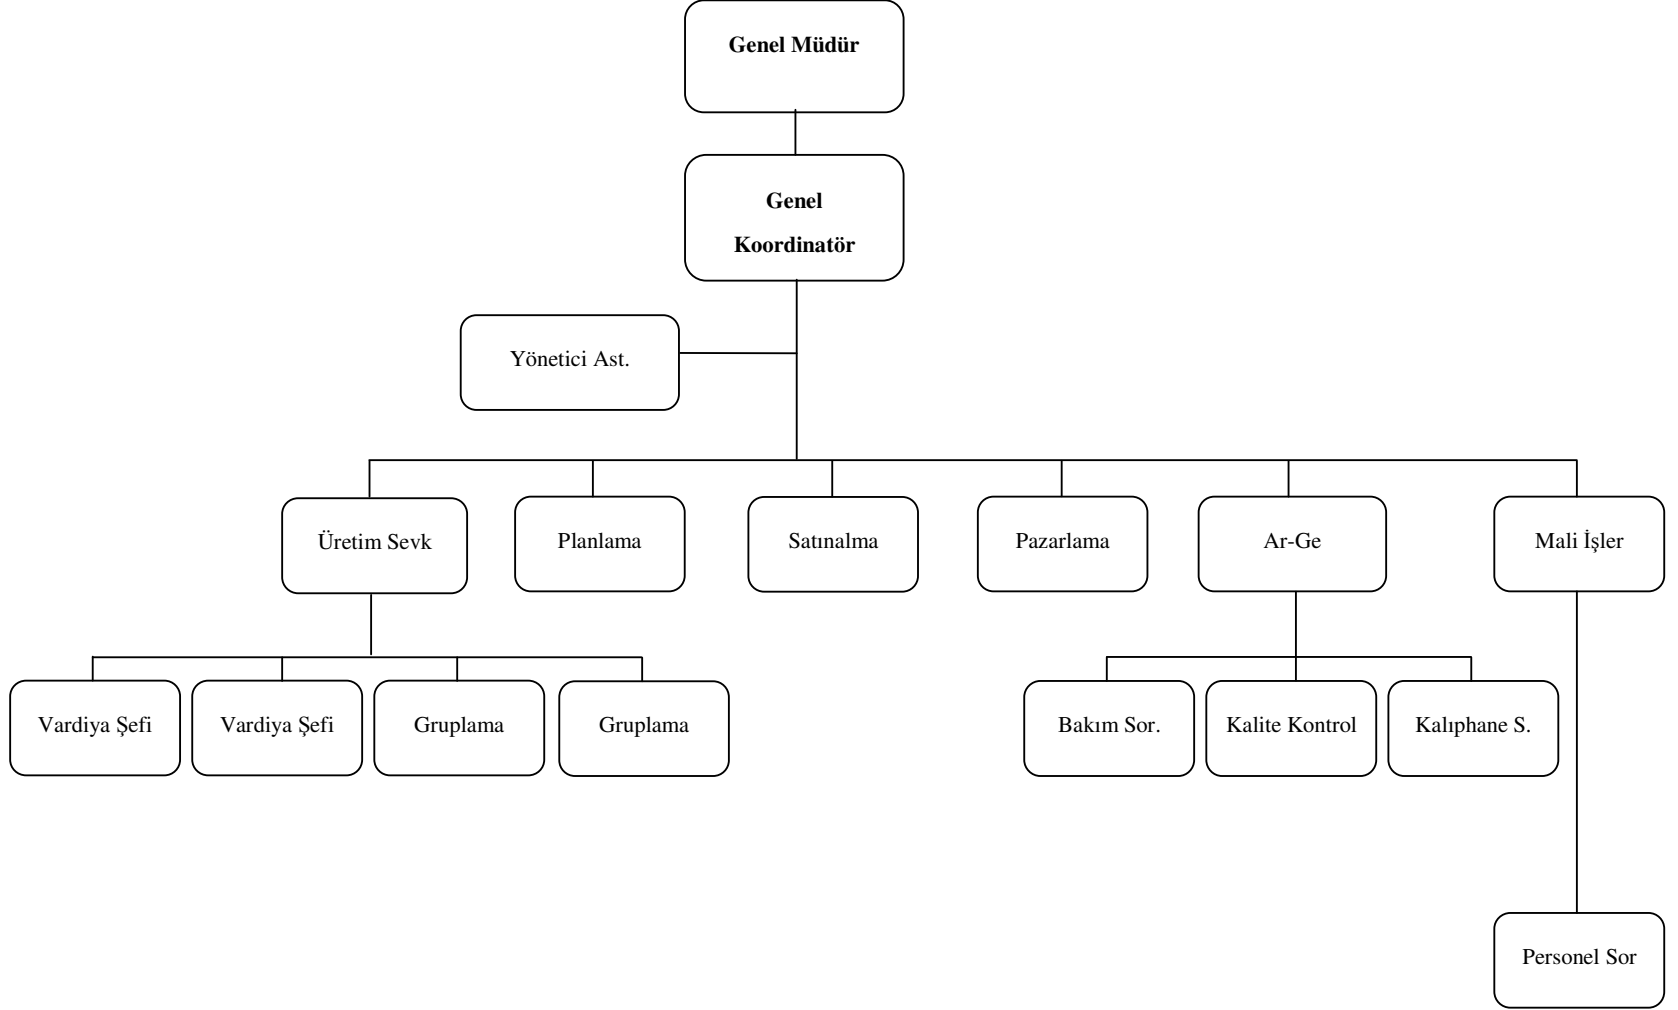 Genel Müdür
Genel
Koordinatör
Yönetici Ast.
Üretim Sevk
Planlama
Satınalma
Pazarlama
Ar-Ge
Mali İşler
Vardiya Şefi
Vardiya Şefi
Gruplama
Gruplama
Bakım Sor.
Kalite Kontrol
Kalıphane S.
Personel Sor